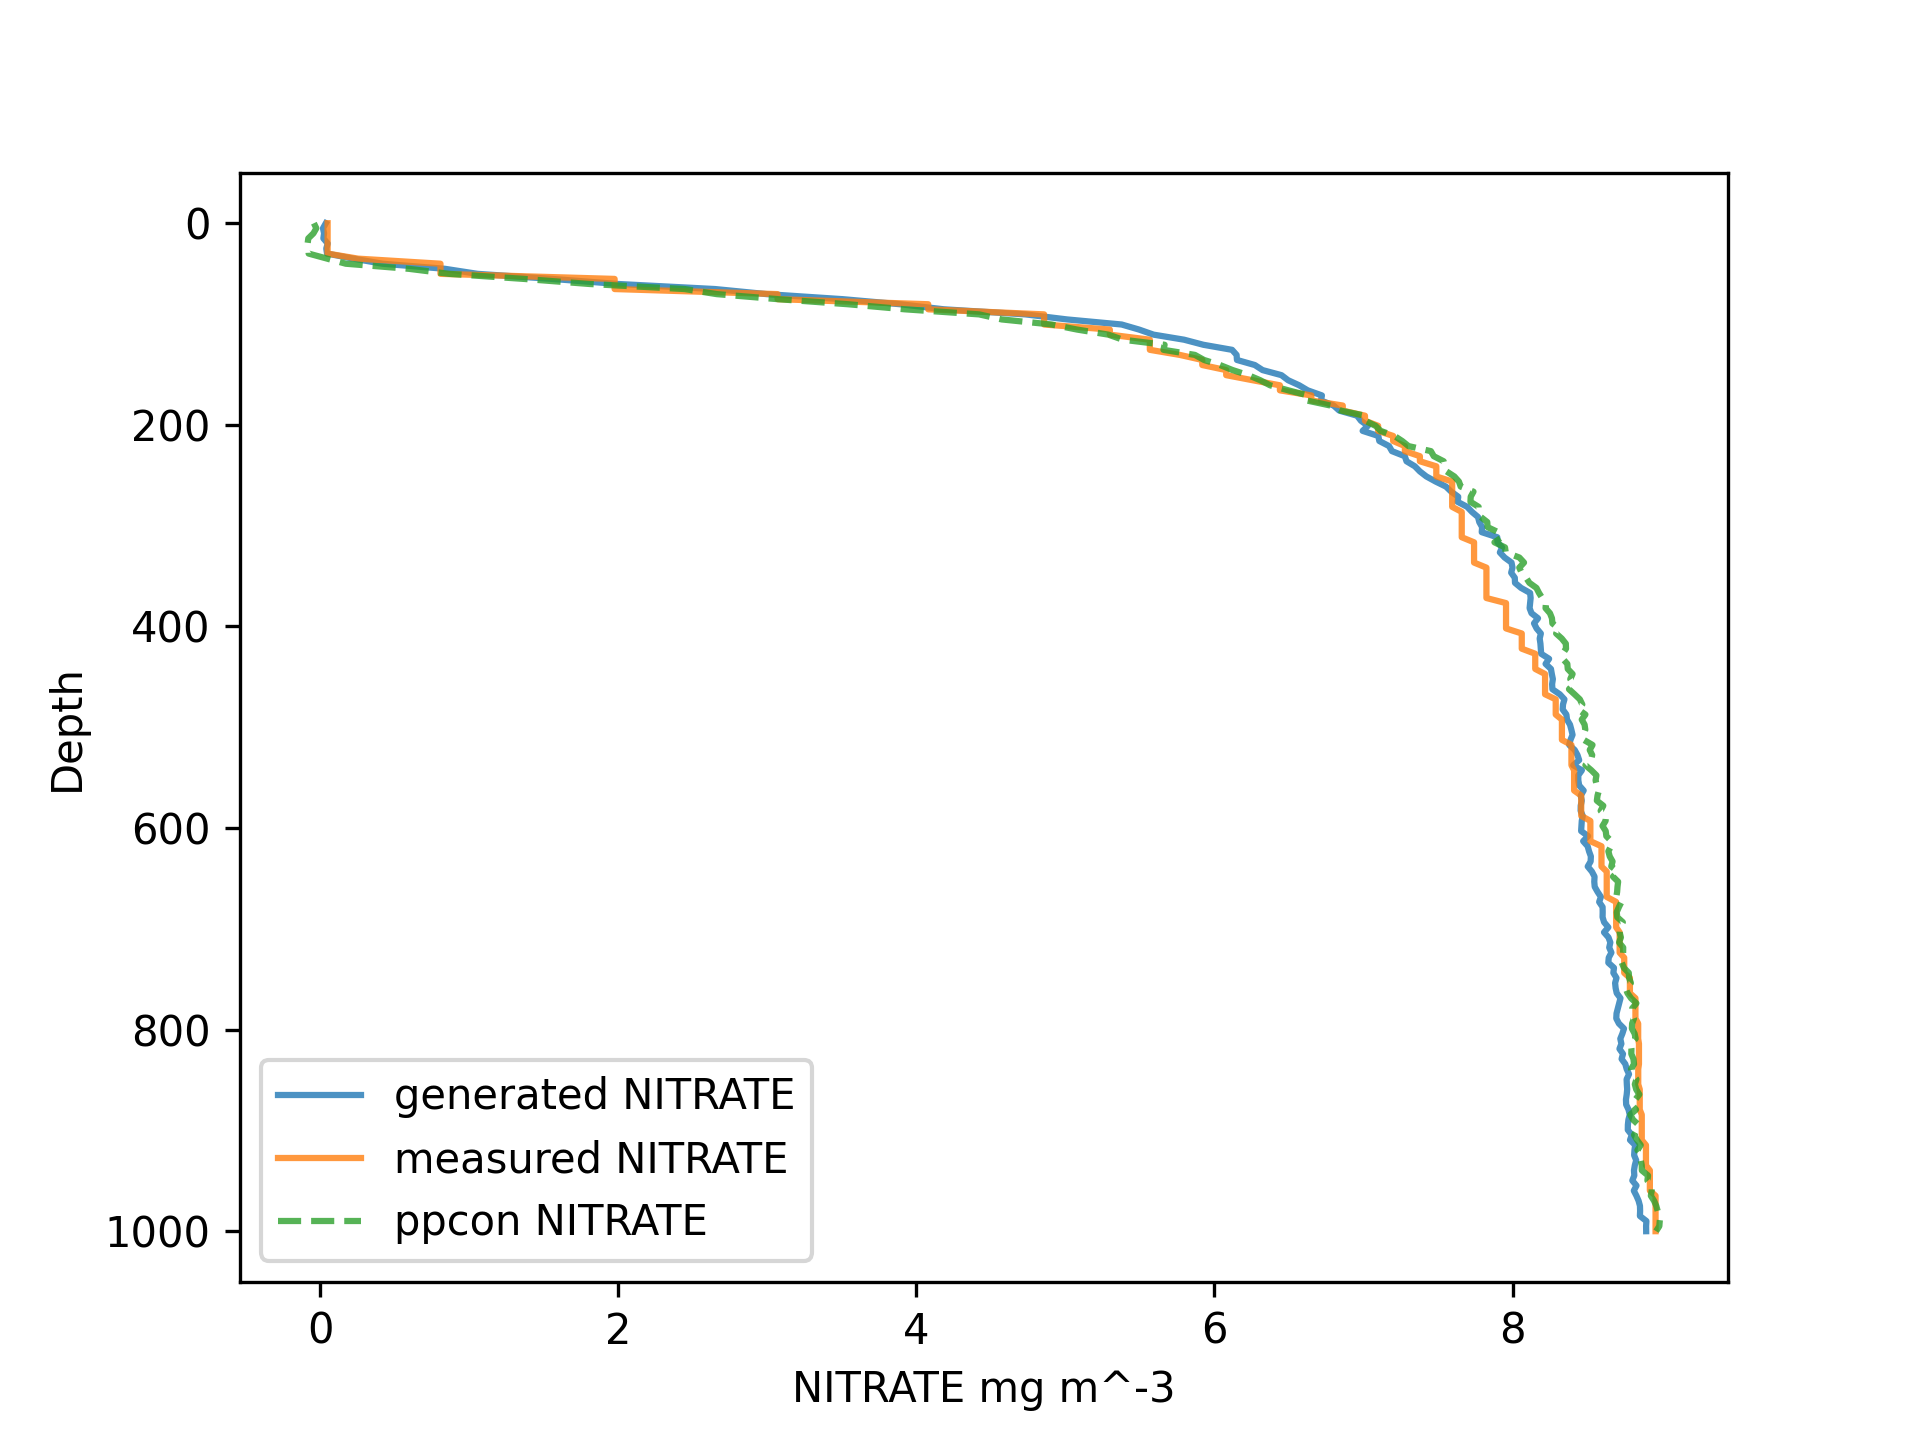 0
200
400
600
800
1000
Depth
generated NITRATE
measured NITRATE
ppcon NITRATE
0 2 4 6 8
NITRATE mg m^-3